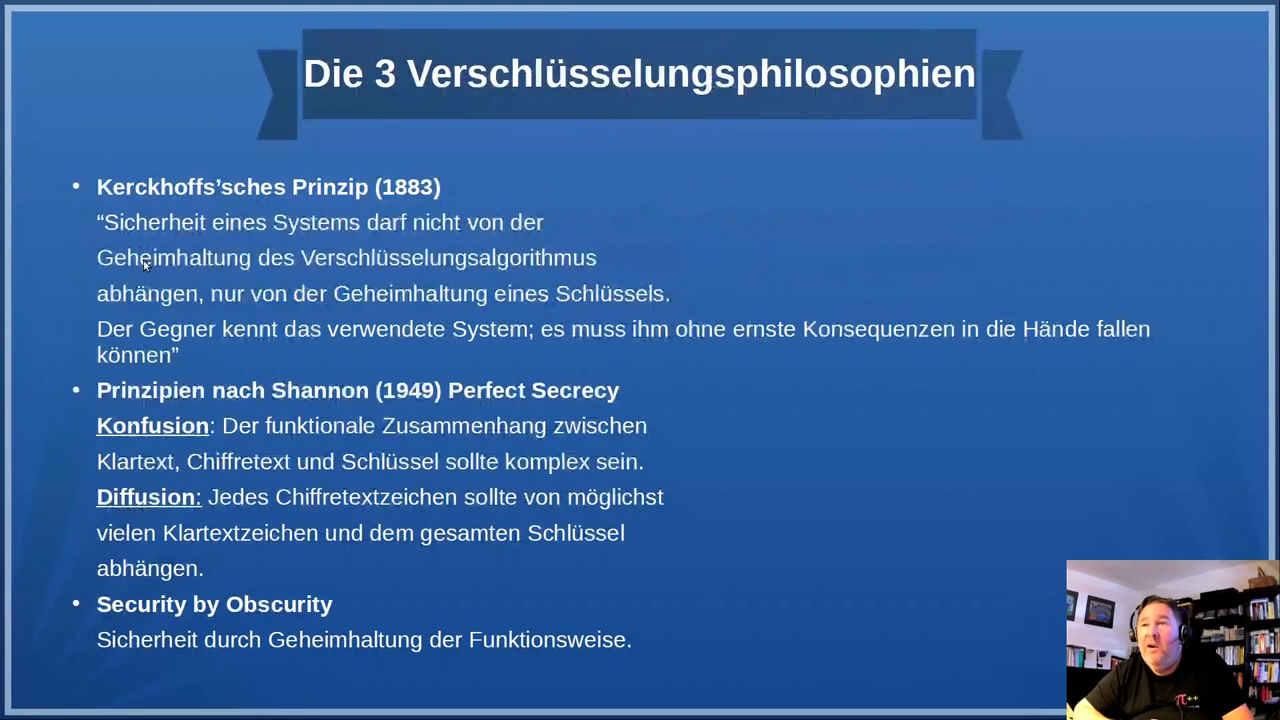 Die 3 Verschlüsselungsphilosophien
• Kerckhoffs’sches Prinzip (1883)
“Sicherheit eines Systems darf nicht von der
Geheimhaltung des Verschlüsselungsalgorithmus
abhängen, nur von der Geheimhaltung eines Schlüssels.
Der Gegner kennt das verwendete System; es muss ihm ohne ernste Konsequenzen in die Hände fallen
können”
• Prinzipien nach Shannon (1949) Perfect Secrecy
Konfusion: Der funktionale Zusammenhang zwischen
Klartext, Chiffretext und Schlüssel sollte komplex sein.
Diffusion: Jedes Chiffretextzeichen sollte von möglichst
vielen Klartextzeichen und dem gesamten Schlüssel
abhängen.
• Security by Obscurity
Sicherheit durch Geheimhaltung der Funktionsweise.
π++